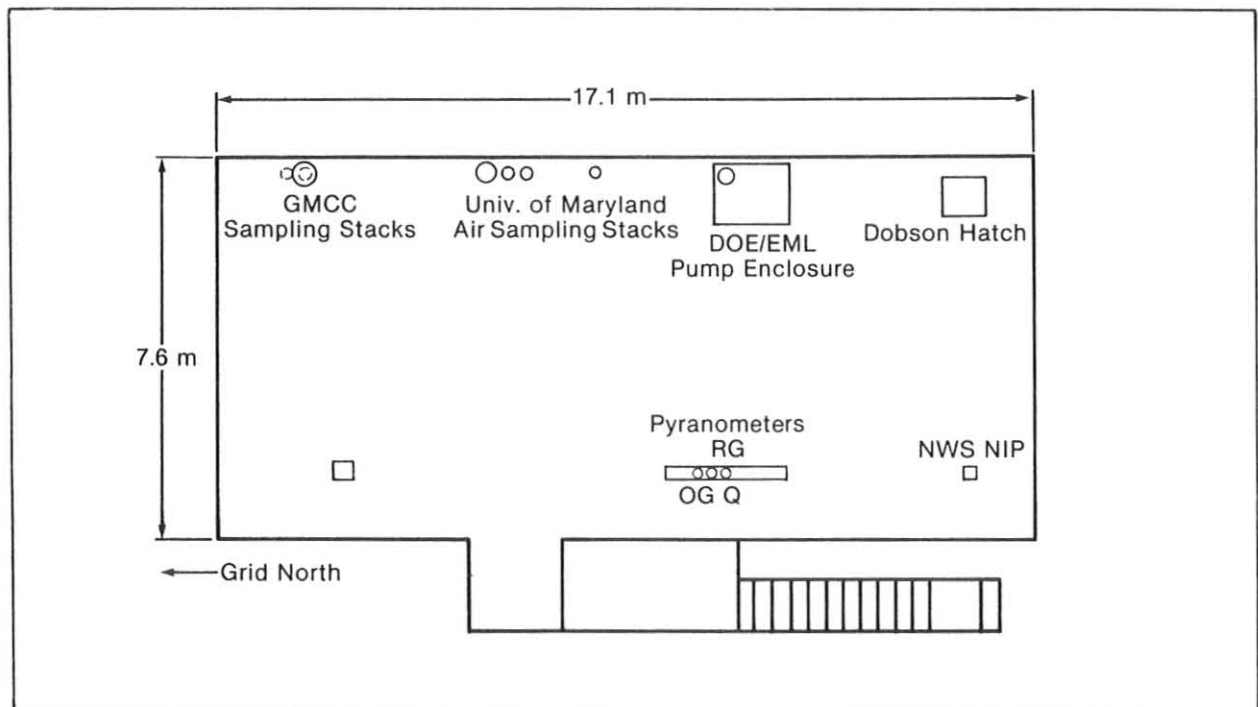 17.1 m
GMCC
Sampling Stacks
Univ. of Maryland
Air Sampling Stacks
DOE/EML
Pump Enclosure
Dobson Hatch
7.6 m
Pyranometers
RG
OG Q
NWS NIP
Grid North